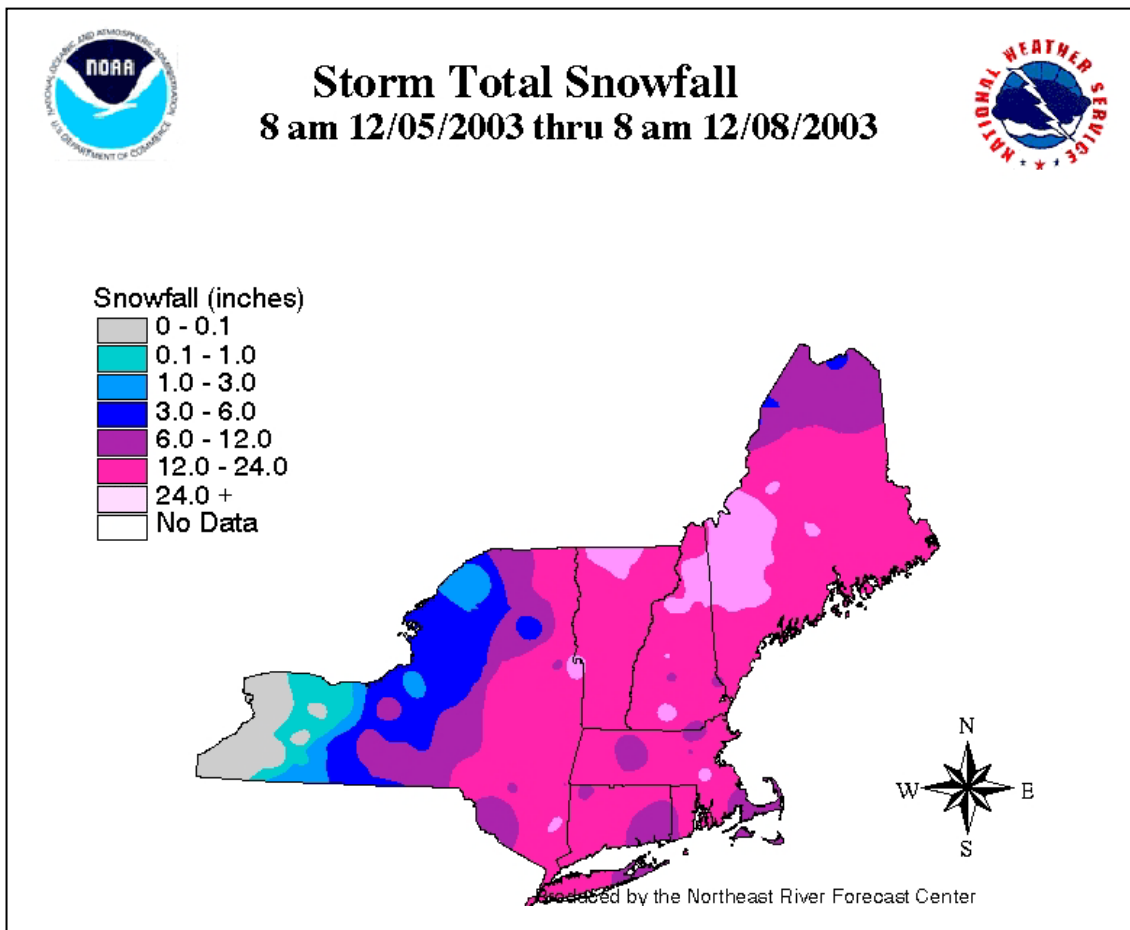 NATIONAL OCEANIC AND ATMOSPHERIC ADMINISTRATION
NOAA
U.S. DEPARTMENT OF COMMERCE
Storm Total Snowfall
8 am 12/05/2003 thru 8 am 12/08/2003
NATIONAL WEATHER SERVICE
Snowfall (inches)
0 - 0.1
0.1 - 1.0
1.0 - 3.0
3.0 - 6.0
6.0 - 12.0
12.0 - 24.0
24.0 +
No Data
N
W E
S
Produced by the Northeast River Forecast Center